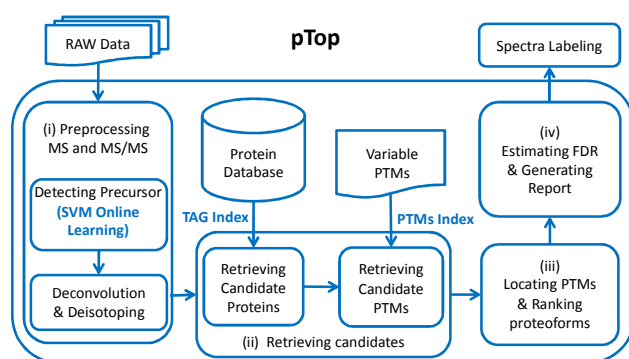 pTop
RAW Data
Spectra Labeling
(i) Preprocessing
MS and MS/MS
Detecting Precursor
(SVM Online
Learning)
Deconvolution
& Deisotoping
Protein
Database
Variable
PTMs
TAG Index
PTMs Index
Retrieving
Candidate
Proteins
Retrieving
Candidate
PTMs
(ii) Retrieving candidates
(iii)
Locating PTMs
& Ranking
proteoforms
(iv)
Estimating FDR
& Generating
Report